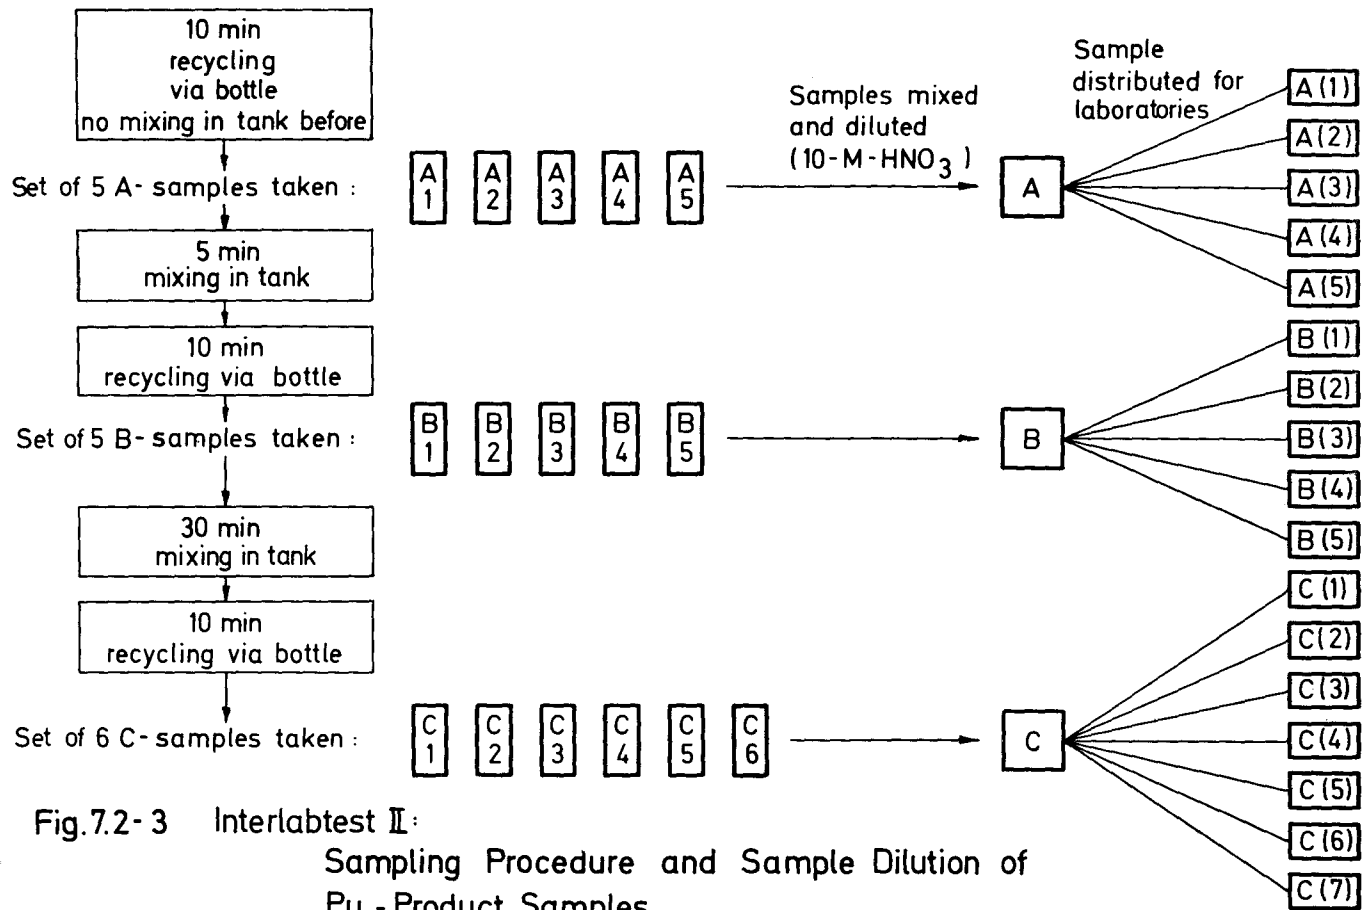 10 min
recycling
via bottle
no mixing in tank before
Set of 5 A- samples taken :
5 min
mixing in tank
10 min
recycling via bottle
Set of 5 B- samples taken :
30 min
mixing in tank
10 min
recycling via bottle
Set of 6 C- samples taken :
A 1
A 2
A 3
A 4
A 5
Samples mixed
and diluted
(10-M-HNO3 )
A
Sample
distributed for
laboratories
A (1)
A (2)
A (3)
A (4)
A (5)
B 1
B 2
B 3
B 4
B 5
B
B (1)
B (2)
B (3)
B (4)
B (5)
C 1
C 2
C 3
C 4
C 5
C 6
C
C (1)
C (2)
C (3)
C (4)
C (5)
C (6)
C (7)
Fig.7.2-3 Interlabtest II:
Sampling Procedure and Sample Dilution of
Pu - Product Samples